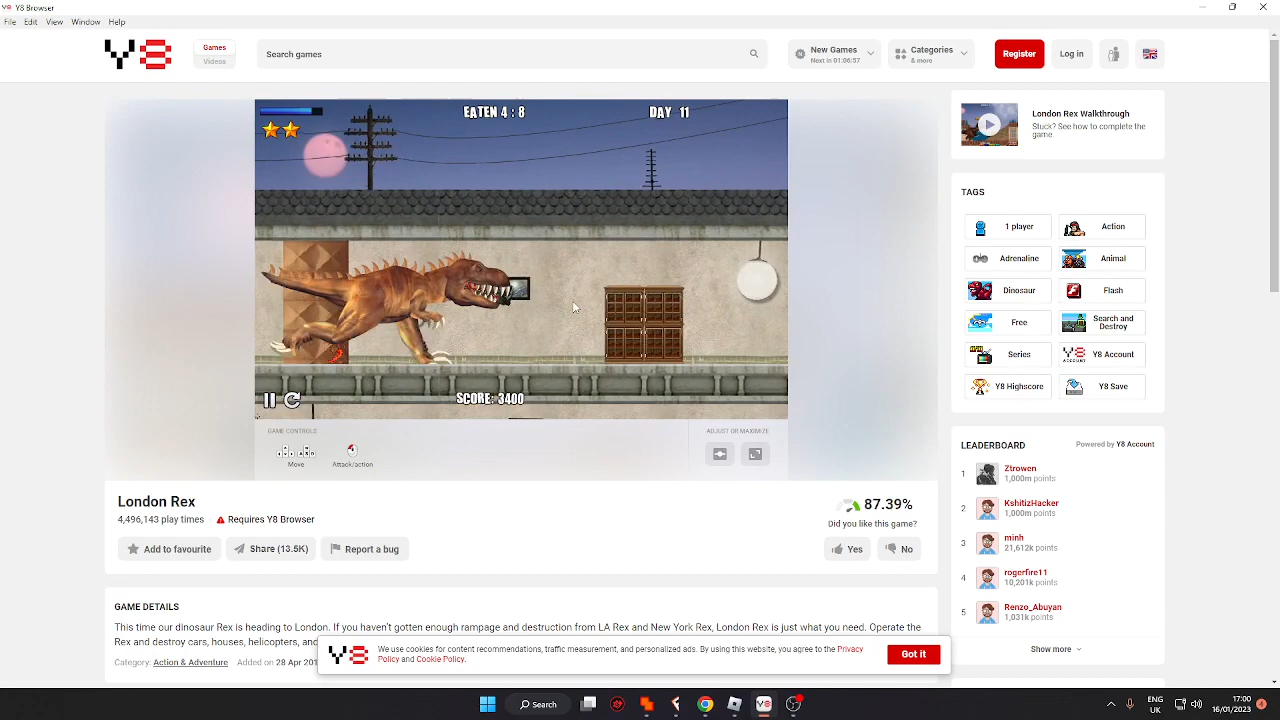 Y8 Browser
File Edit View Window Help
Y8
Games
Videos
Search games
New Games
Next in 01:06:57
Categories
& more
Register
Log in
EATEN 4 : 8
DAY 11
SCORE: 3400
GAME CONTROLS
Move
Attack/action
ADJUST OR MAXIMIZE
London Rex
4,496,143 play times
Requires Y8 Browser
87.39%
Did you like this game?
Add to favourite
Share (13.5K)
Report a bug
Yes
No
GAME DETAILS
This time our dinosaur Rex is heading to London. If you haven't gotten enough rampage and destruction from LA Rex and New York Rex, London Rex is just what you need. Operate the
Rex and destroy cars, houses, helicopters, and
Category: Action & Adventure Added on 28 Apr 201
London Rex Walkthrough
Stuck? See how to complete the
game.
TAGS
1 player
Action
Adrenaline
Animal
Dinosaur
Flash
Free
Search and
Destroy
Series
Y8 Account
Y8 Highscore
Y8 Save
LEADERBOARD
Powered by Y8 Account
1
Ztrowen
1,000m points
2
KshitizHacker
1,000m points
3
minh
21,612k points
4
rogerfire11
10,201k points
5
Renzo_Abuyan
1,031k points
Show more
Y8
We use cookies for content recommendations, traffic measurement, and personalized ads. By using this website, you agree to the Privacy
Policy and Cookie Policy.
Got it
Search
ENG
UK
17:00
16/01/2023